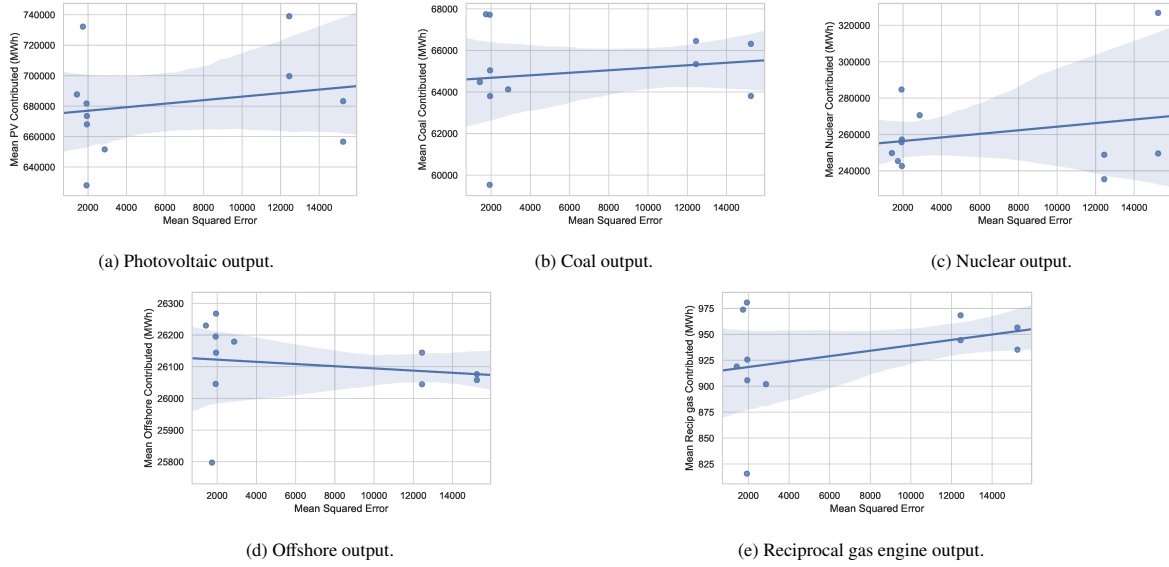 740000
720000
700000
680000
660000
640000
Mean PV Contributed (MWh)
2000 4000 6000 8000 10000 12000 14000
Mean Squared Error
(a) Photovoltaic output.
68000
66000
64000
62000
60000
Mean Coal Contributed (MWh)
2000 4000 6000 8000 10000 12000 14000
Mean Squared Error
(b) Coal output.
320000
300000
280000
260000
240000
Mean Nuclear Contributed (MWh)
2000 4000 6000 8000 10000 12000 14000
Mean Squared Error
(c) Nuclear output.
26300
26200
26100
26000
25900
25800
Mean Offshore Contributed (MWh)
2000 4000 6000 8000 10000 12000 14000
Mean Squared Error
(d) Offshore output.
975
950
925
900
875
850
825
Mean Recip gas Contributed (MWh)
2000 4000 6000 8000 10000 12000 14000
Mean Squared Error
(e) Reciprocal gas engine output.